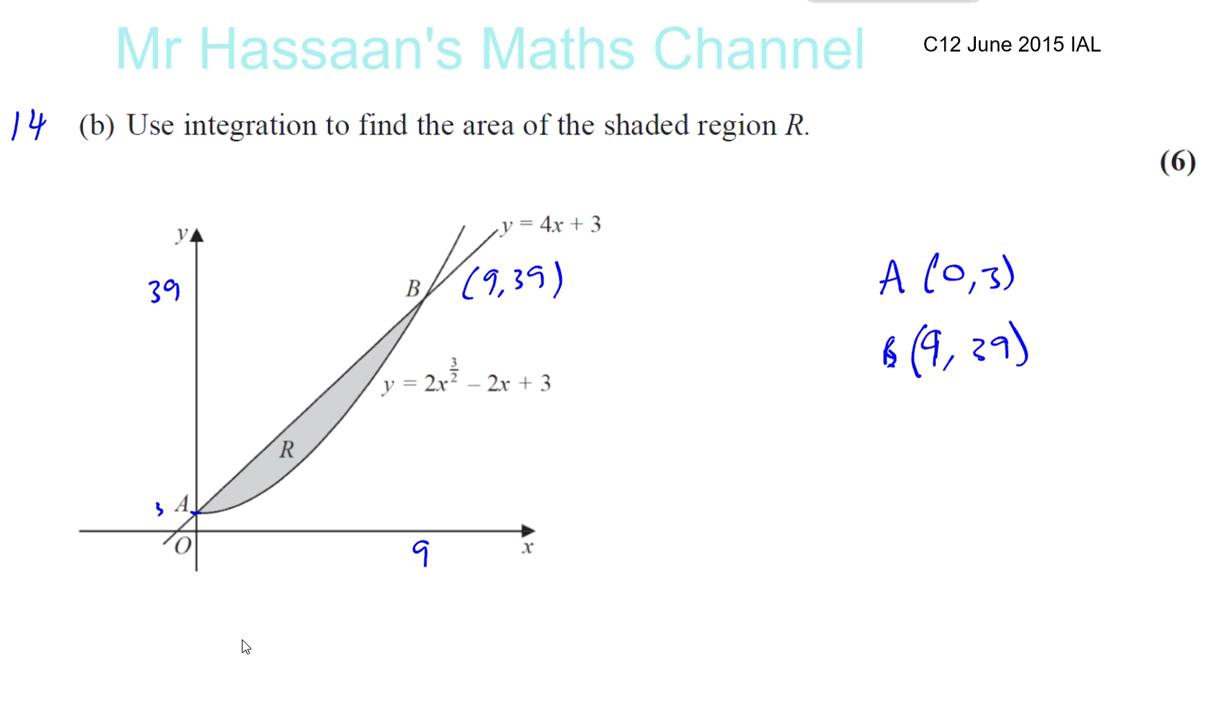 Mr Hassaan's Maths Channel
C12 June 2015 IAL
14 (b) Use integration to find the area of the shaded region R.
(6)
y
y = 4x + 3
39
B (9,39)
A (0,3)
B (9, 39)
y = 2x^{3/2} – 2x + 3
R
3 A
O
9
x